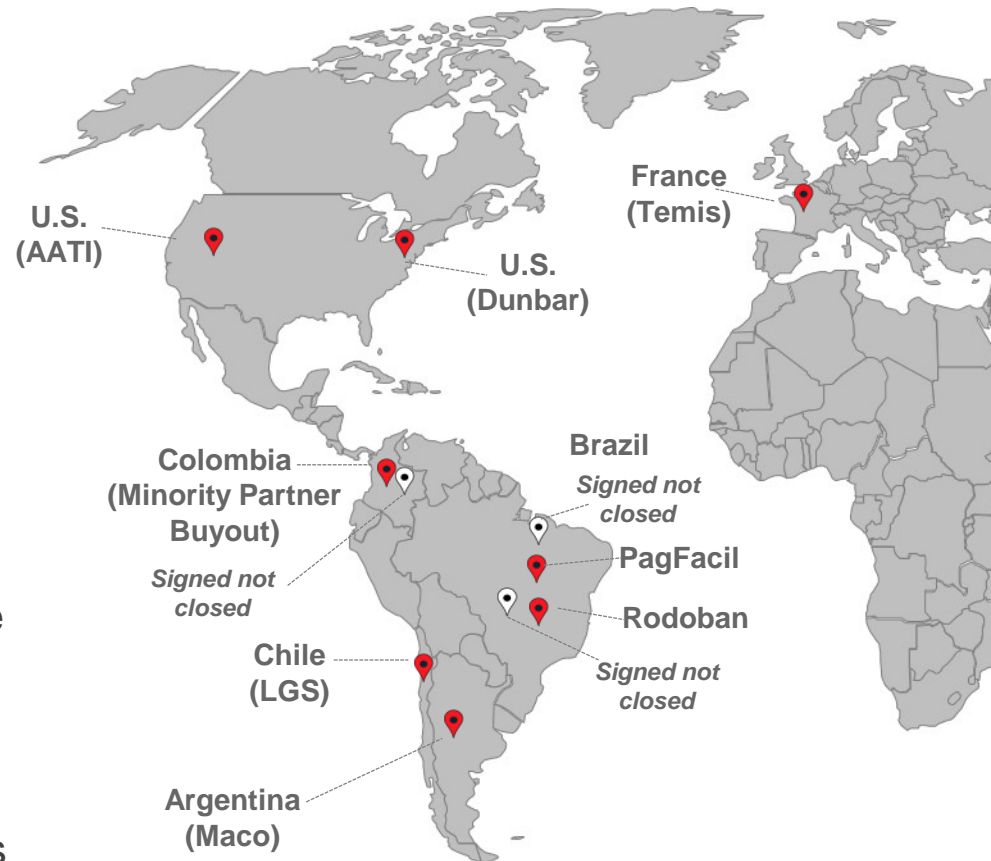 France
(Temis)
U.S.
(AATI)
U.S.
(Dunbar)
Brazil
Signed not
closed
Colombia
(Minority Partner
Buyout)
PagFacil
Signed not
closed
Rodoban
Chile
(LGS)
Signed not
closed
Argentina
(Maco)
e
s